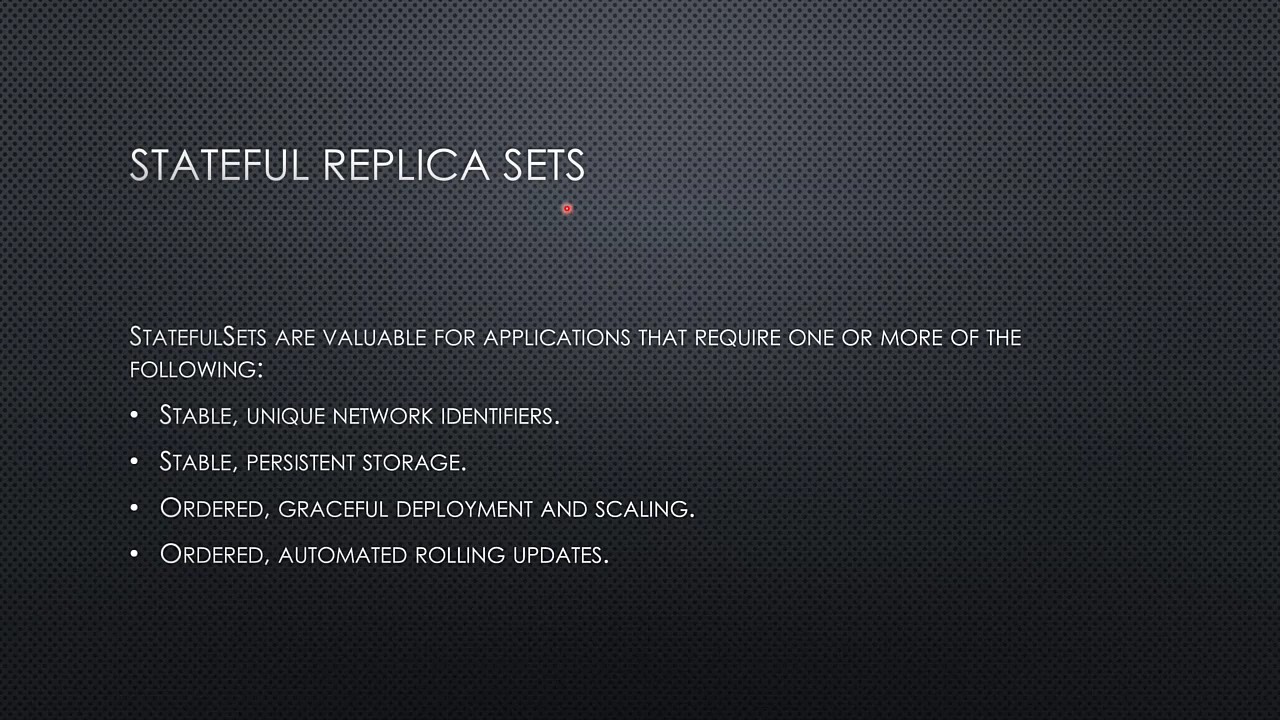 STATEFUL REPLICA SETS
StatefulSets are valuable for applications that require one or more of the
following:
• Stable, unique network identifiers.
• Stable, persistent storage.
• Ordered, graceful deployment and scaling.
• Ordered, automated rolling updates.